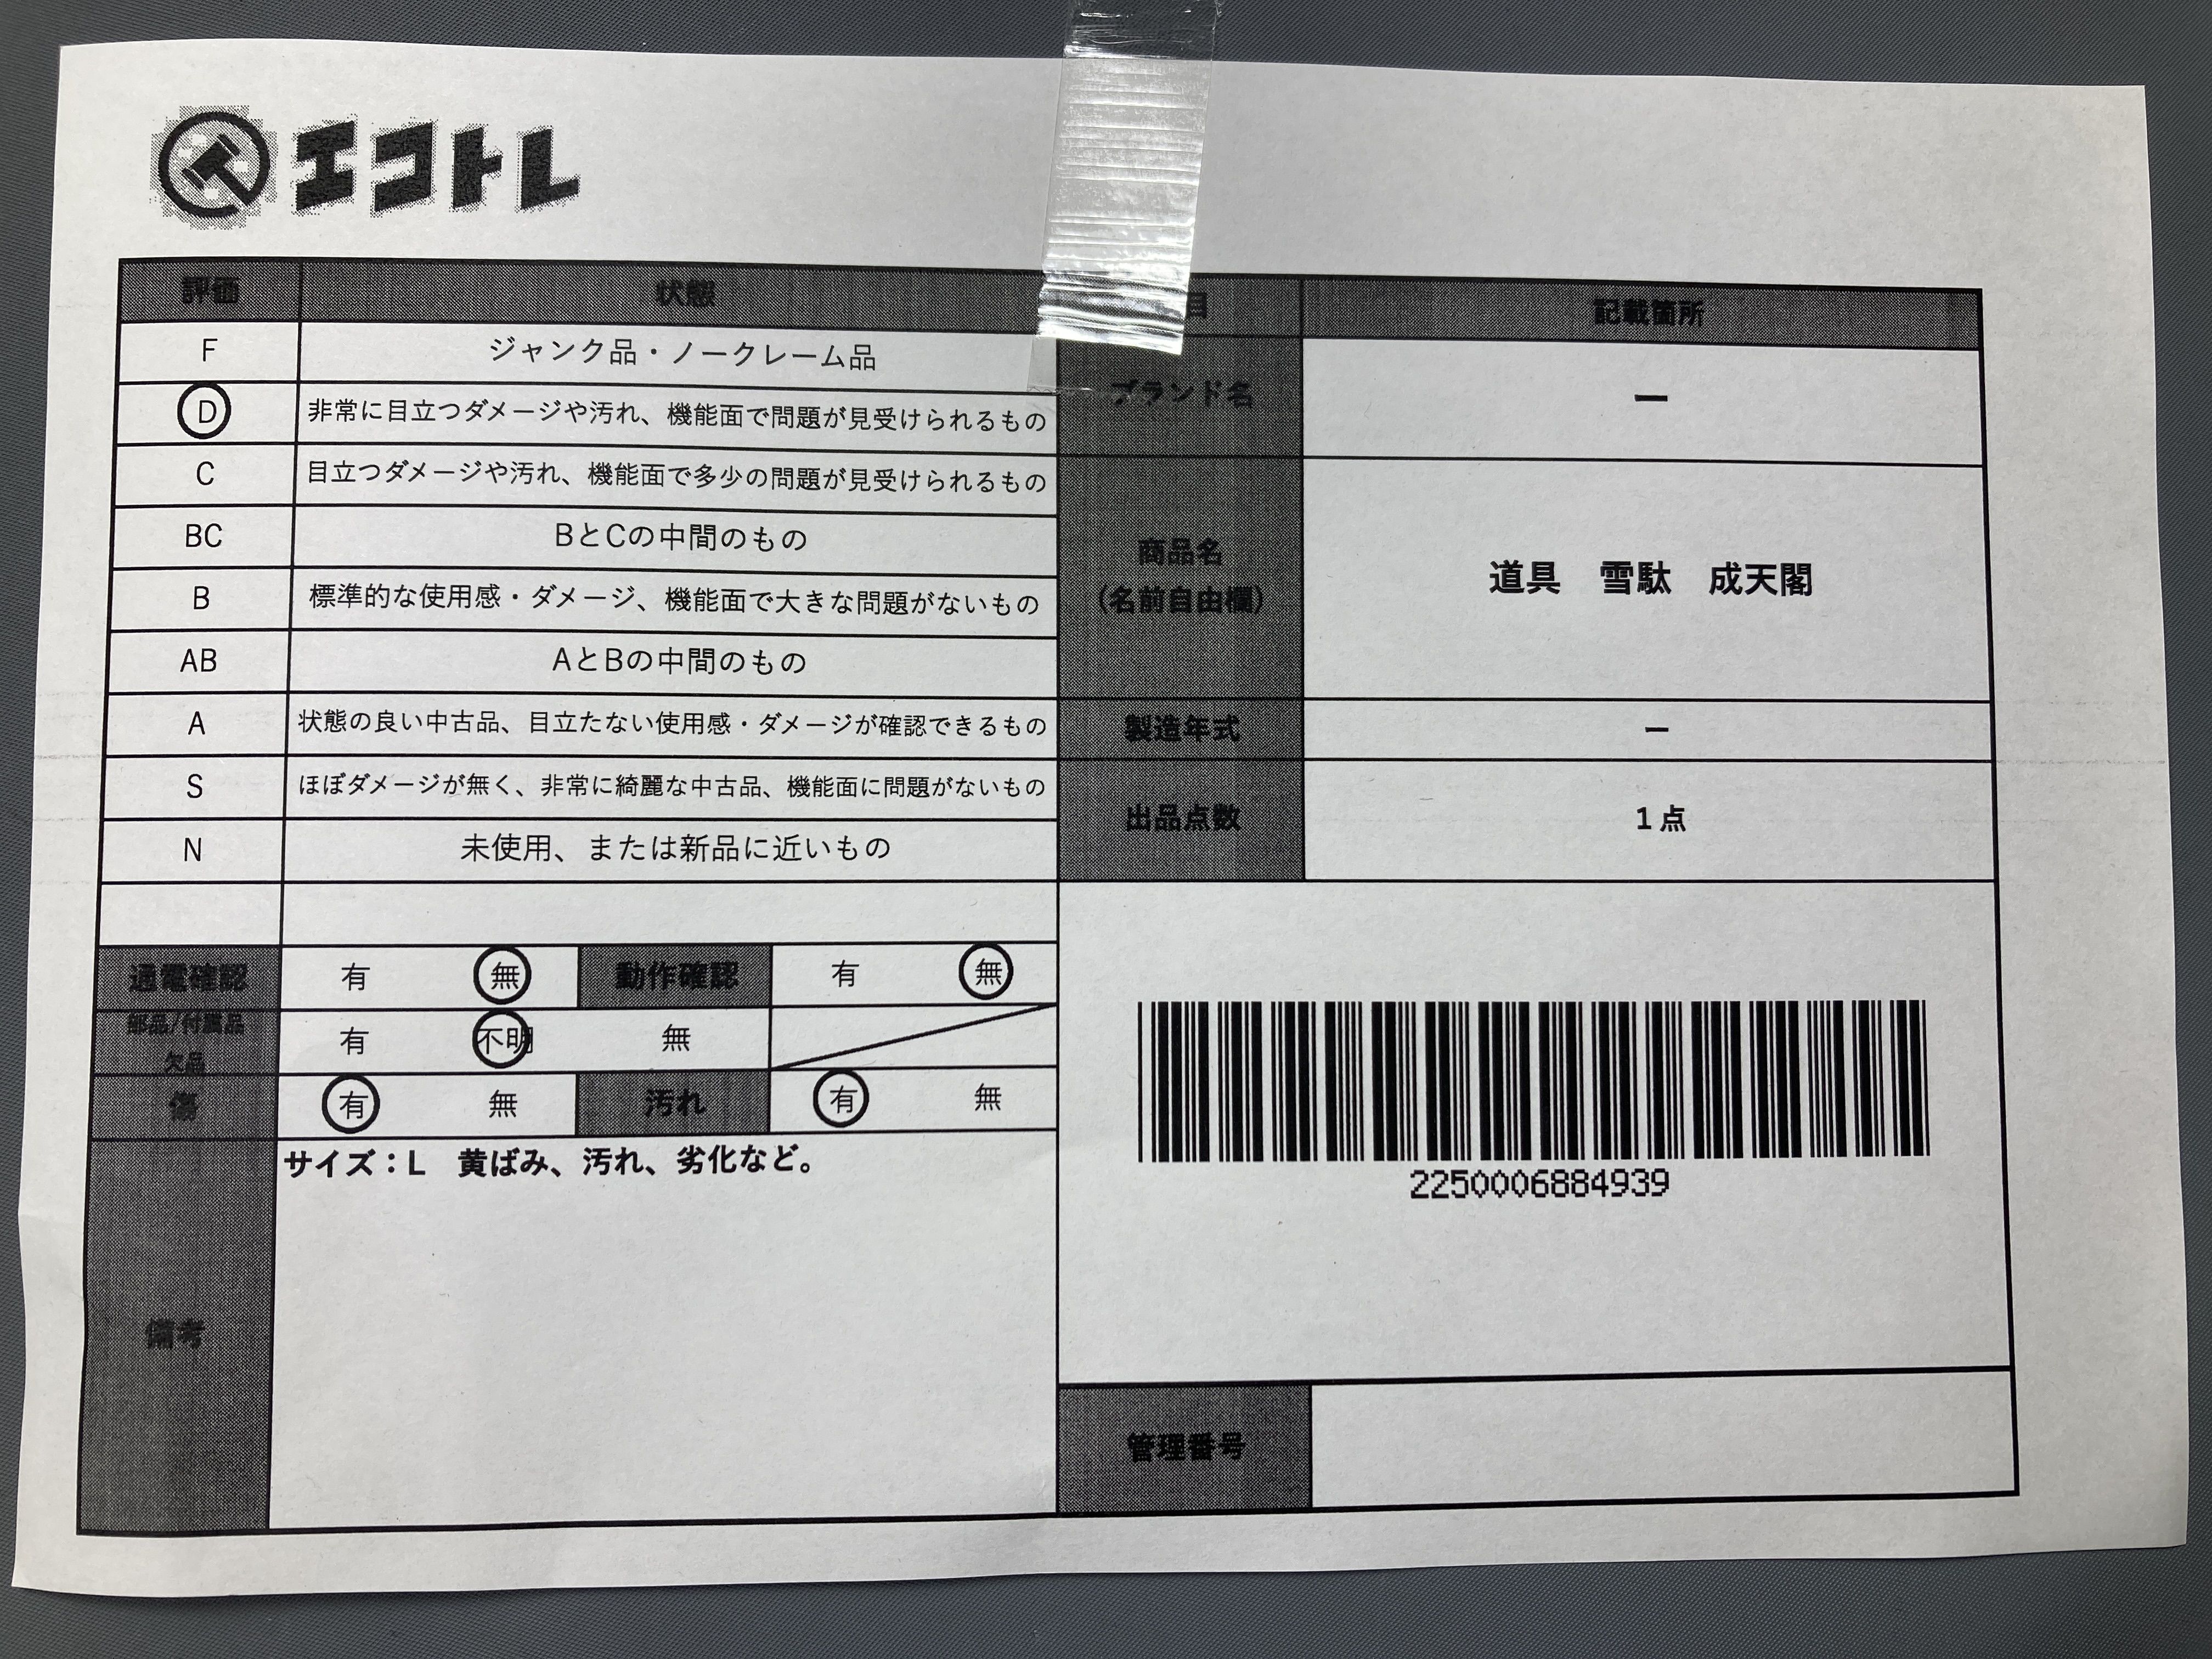 エコトレ
評価 状態
F ジャンク品・ノークレーム品
D 非常に目立つダメージや汚れ、機能面で問題が見受けられるもの
C 目立つダメージや汚れ、機能面で多少の問題が見受けられるもの
BC BとCの中間のもの
B 標準的な使用感・ダメージ、機能面で大きな問題がないもの
AB AとBの中間のもの
A 状態の良い中古品、目立たない使用感・ダメージが確認できるもの
S ほぼダメージが無く、非常に綺麗な中古品、機能面に問題がないもの
N 未使用、または新品に近いもの
通電確認 有 無 動作確認 有 無
部品/付属品
欠品
有 不明 無
傷 有 無 汚れ 有 無
備考
サイズ：L 黄ばみ、汚れ、劣化など。
目 記載箇所
ブランド名 ー
商品名
(名前自由欄)
道具 雪駄 成天閣
製造年式 ー
出品点数 1点
2250006884939
管理番号